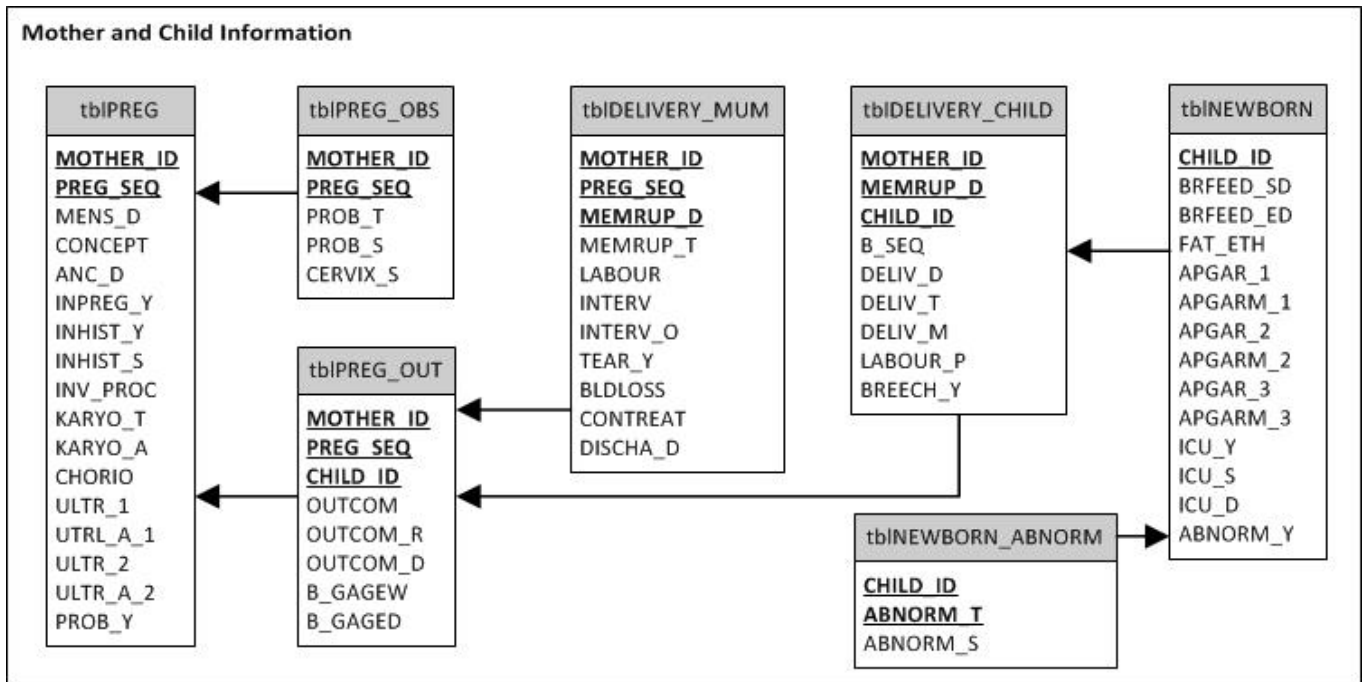 Mother and Child Information
tblPREG
MOTHER_ID
PREG_SEQ
MENS_D
CONCEPT
ANC_D
INPREG_Y
INHIST_Y
INHIST_S
INV_PROC
KARYO_T
KARYO_A
CHORIO
ULTR_1
UTRL_A_1
ULTR_2
ULTR_A_2
PROB_Y
tblPREG_OBS
MOTHER_ID
PREG_SEQ
PROB_T
PROB_S
CERVIX_S
tblPREG_OUT
MOTHER_ID
PREG_SEQ
CHILD_ID
OUTCOM
OUTCOM_R
OUTCOM_D
B_GAGEW
B_GAGED
tblDELIVERY_MUM
MOTHER_ID
PREG_SEQ
MEMRUP_D
MEMRUP_T
LABOUR
INTERV
INTERV_O
TEAR_Y
BLDLOSS
CONTREAT
DISCHA_D
tblDELIVERY_CHILD
MOTHER_ID
MEMRUP_D
CHILD_ID
B_SEQ
DELIV_D
DELIV_T
DELIV_M
LABOUR_P
BREECH_Y
tblNEWBORN
CHILD_ID
BRFEED_SD
BRFEED_ED
FAT_ETH
APGAR_1
APGARM_1
APGAR_2
APGARM_2
APGAR_3
APGARM_3
ICU_Y
ICU_S
ICU_D
ABNORM_Y
tblNEWBORN_ABNORM
CHILD_ID
ABNORM_T
ABNORM_S